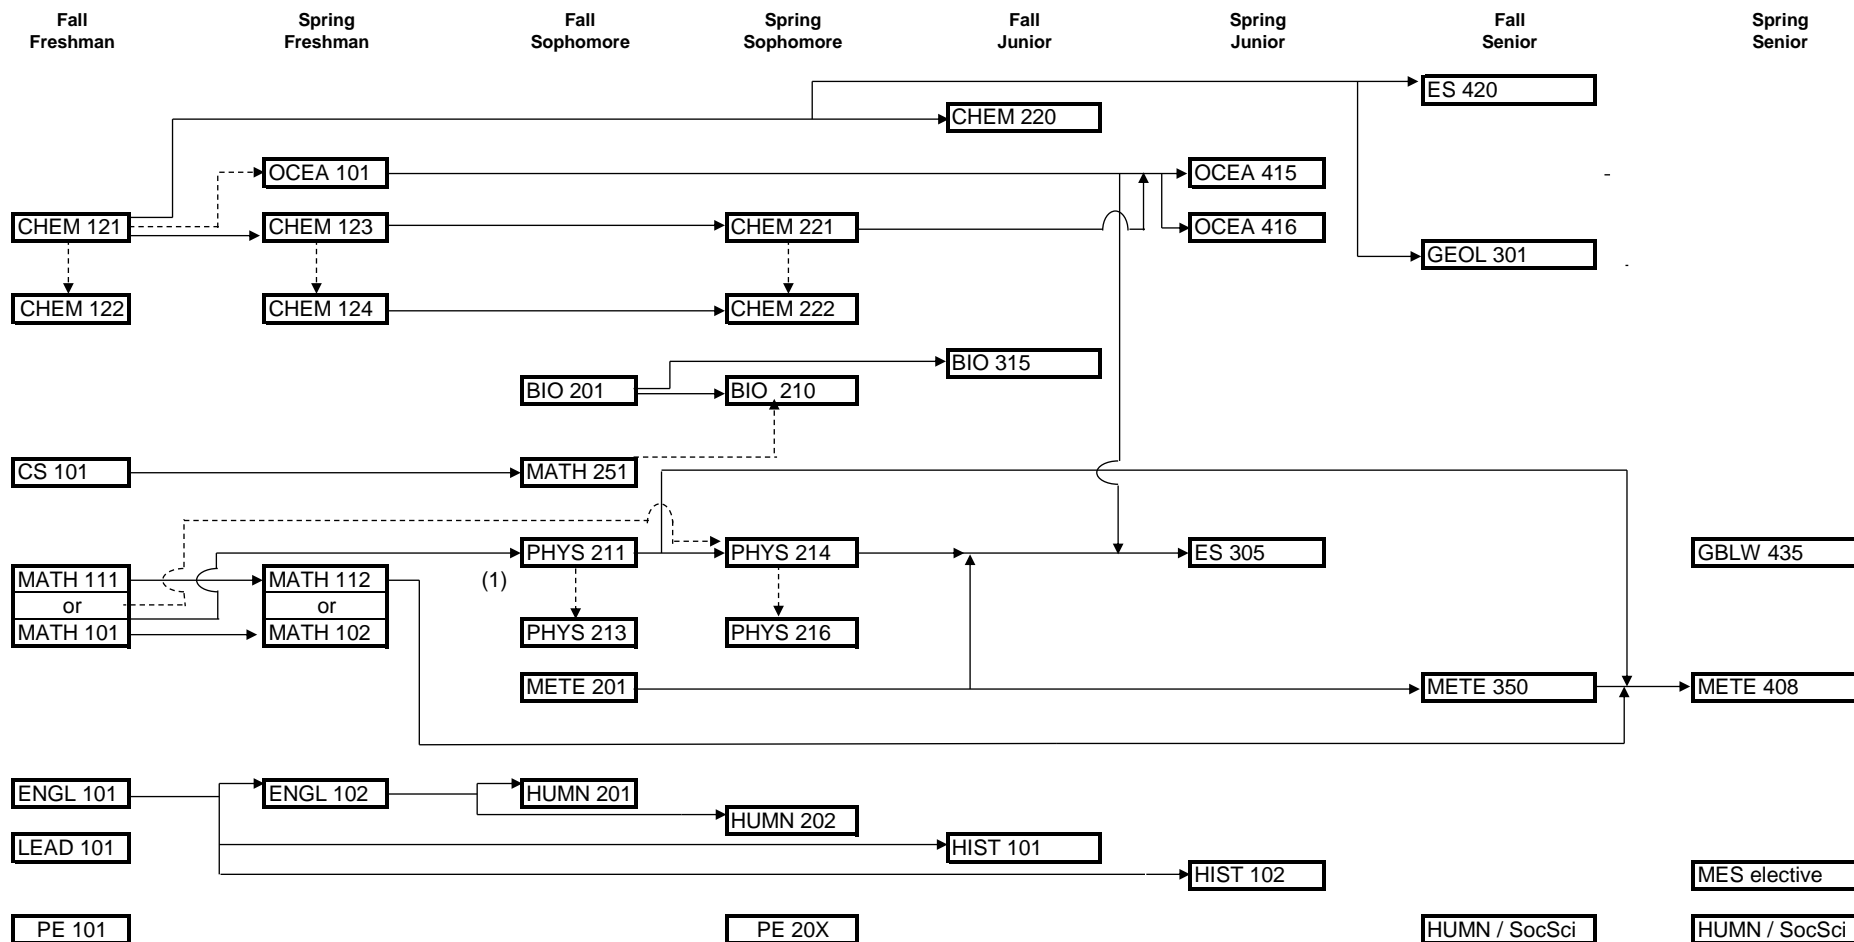 Fall Freshman
Spring Freshman
Fall Sophomore
Spring Sophomore
Fall Junior
Spring Junior
Fall Senior
Spring Senior
ES 420
CHEM 220
OCEA 101
OCEA 415
CHEM 121
CHEM 123
CHEM 221
OCEA 416
GEOL 301
CHEM 122
CHEM 124
CHEM 222
BIO 315
BIO 201
BIO 210
CS 101
MATH 251
PHYS 211
PHYS 214
ES 305
GBLW 435
MATH 111
or
MATH 101
MATH 112
or
MATH 102
(1)
PHYS 213
PHYS 216
METE 201
METE 350
METE 408
ENGL 101
ENGL 102
HUMN 201
HUMN 202
LEAD 101
HIST 101
HIST 102
MES elective
PE 101
PE 20X
HUMN / SocSci
HUMN / SocSci